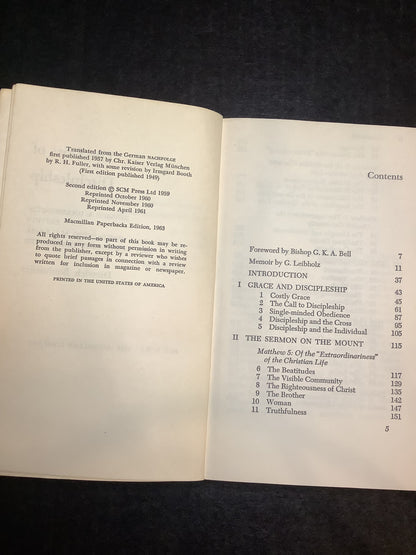 Translated from the German NACHFOLGE
first published 1937 by Chr. Kaiser Verlag München
by R. H. Fuller, with some revision by Irmgard Booth
(First edition published 1949)
Second edition © SCM Press Ltd 1959
Reprinted October 1960
Reprinted November 1960
Reprinted April 1961
Macmillan Paperbacks Edition, 1963
All rights reserved—no part of this book may be re-
produced in any form without permission in writing
from the publisher, except by a reviewer who wishes
to quote brief passages in connection with a review
written for inclusion in magazine or newspaper.
PRINTED IN THE UNITED STATES OF AMERICA
Contents
Foreword by Bishop G. K. A. Bell 7
Memoir by G. Leibholz 11
INTRODUCTION 37
I GRACE AND DISCIPLESHIP 43
1 Costly Grace 45
2 The Call to Discipleship 61
3 Single-minded Obedience 87
4 Discipleship and the Cross 95
5 Discipleship and the Individual 105
II THE SERMON ON THE MOUNT 115
Matthew 5: Of the "Extraordinariness"
of the Christian Life
6 The Beatitudes 117
7 The Visible Community 129
8 The Righteousness of Christ 135
9 The Brother 142
10 Woman 147
11 Truthfulness 151
5